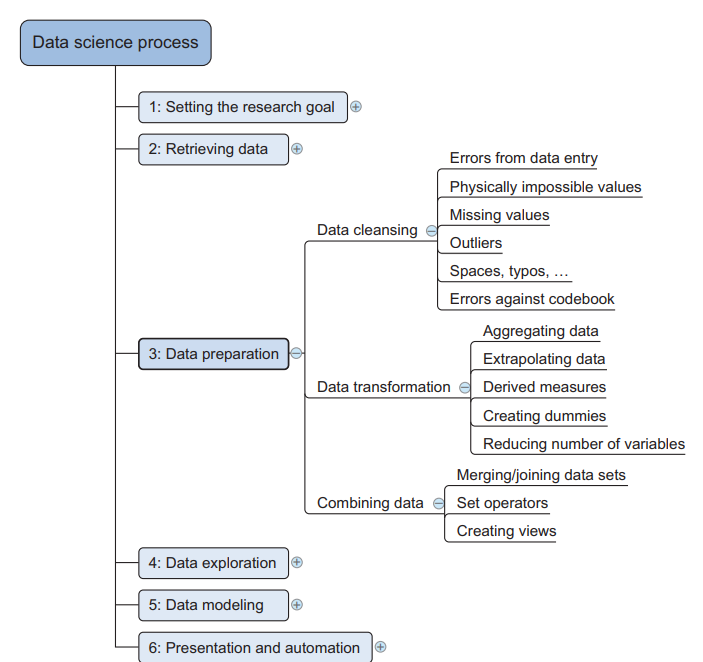 Data science process
1: Setting the research goal
2: Retrieving data
3: Data preparation
Data cleansing
Errors from data entry
Physically impossible values
Missing values
Outliers
Spaces, typos, …
Errors against codebook
Data transformation
Aggregating data
Extrapolating data
Derived measures
Creating dummies
Reducing number of variables
Combining data
Merging/joining data sets
Set operators
Creating views
4: Data exploration
5: Data modeling
6: Presentation and automation